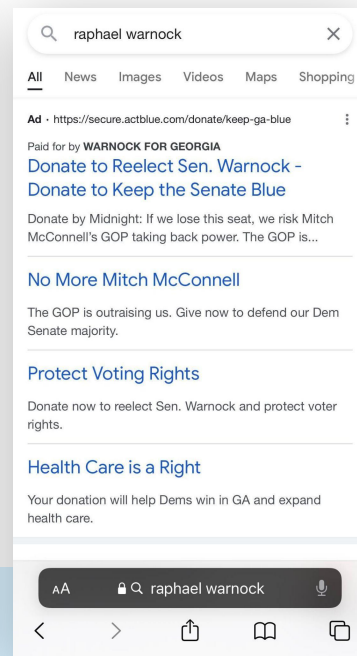 raphael warnock
All News Images Videos Maps Shopping
Ad · https://secure.actblue.com/donate/keep-ga-blue
Paid for by WARNOCK FOR GEORGIA
Donate to Reelect Sen. Warnock -
Donate to Keep the Senate Blue
Donate by Midnight: If we lose this seat, we risk Mitch
McConnell's GOP taking back power. The GOP is...
No More Mitch McConnell
The GOP is outraising us. Give now to defend our Dem
Senate majority.
Protect Voting Rights
Donate now to reelect Sen. Warnock and protect voter
rights.
Health Care is a Right
Your donation will help Dems win in GA and expand
health care.
AA raphael warnock